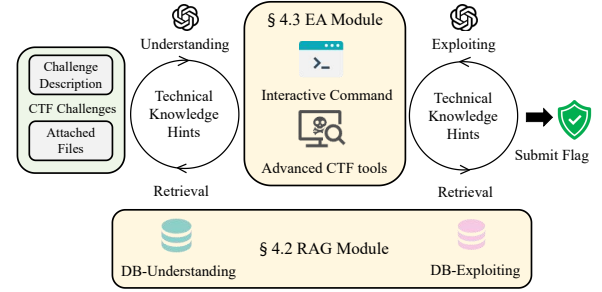 § 4.3 EA Module
Understanding
Exploiting
Challenge
Description
CTF Challenges
Attached
Files
Technical
Knowledge
Hints
>_
Interactive Command
Advanced CTF tools
Technical
Knowledge
Hints
Submit Flag
Retrieval
Retrieval
§ 4.2 RAG Module
DB-Understanding
DB-Exploiting